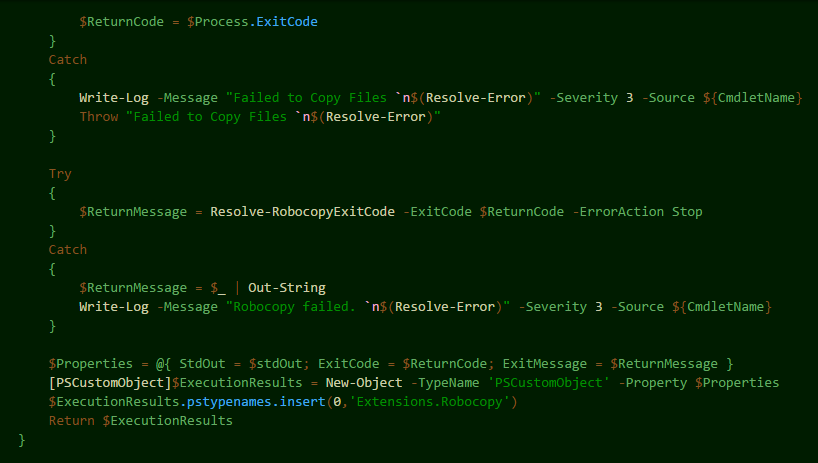 $ReturnCode = $Process.ExitCode
}
Catch
{
Write-Log -Message "Failed to Copy Files `n$(Resolve-Error)" -Severity 3 -Source ${CmdletName}
Throw "Failed to Copy Files `n$(Resolve-Error)"
}
Try
{
$ReturnMessage = Resolve-RobocopyExitCode -ExitCode $ReturnCode -ErrorAction Stop
}
Catch
{
$ReturnMessage = $_ | Out-String
Write-Log -Message "Robocopy failed. `n$(Resolve-Error)" -Severity 3 -Source ${CmdletName}
}
$Properties = @{ StdOut = $stdOut; ExitCode = $ReturnCode; ExitMessage = $ReturnMessage }
[PSCustomObject]$ExecutionResults = New-Object -TypeName 'PSCustomObject' -Property $Properties
$ExecutionResults.pstypenames.insert(0,'Extensions.Robocopy')
Return $ExecutionResults
}